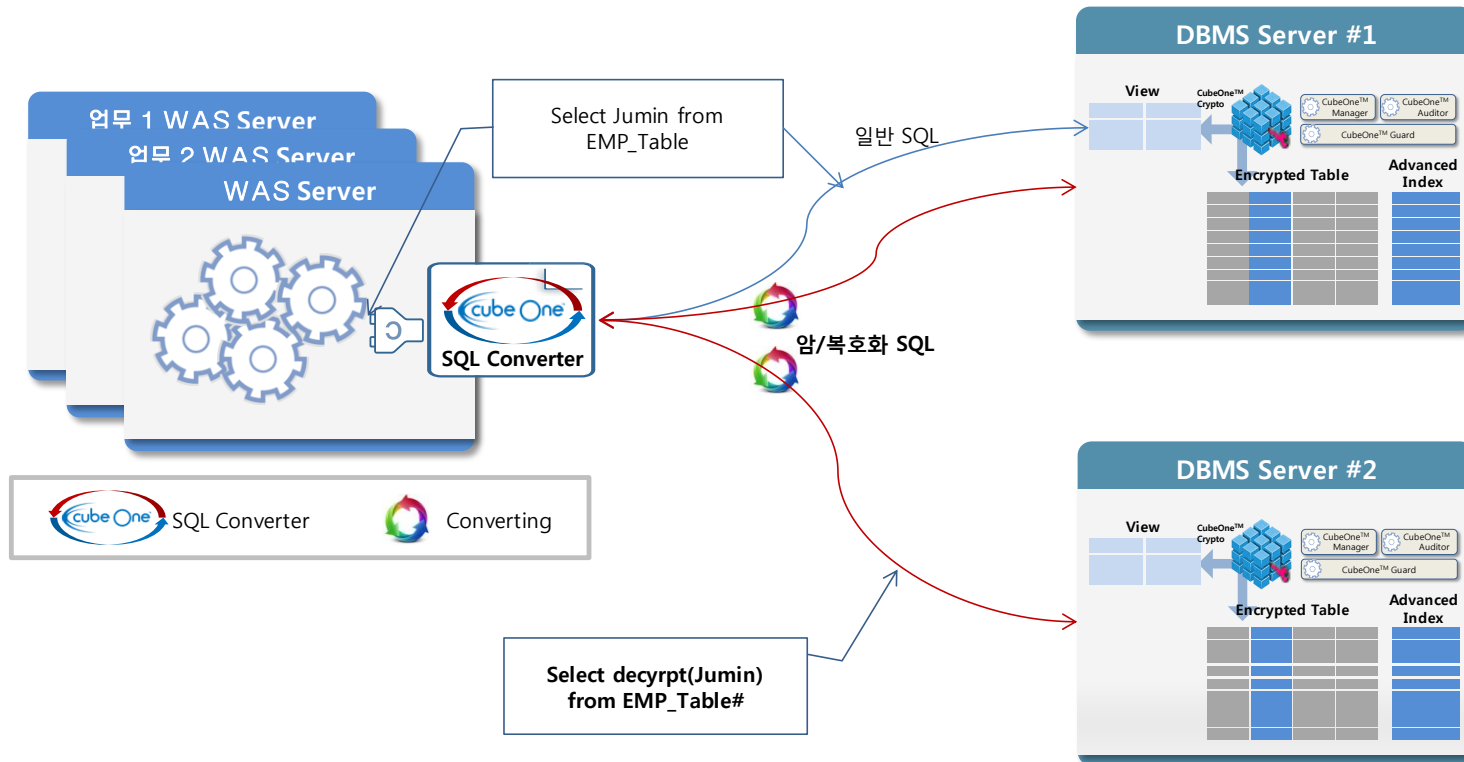 업무 1 WAS Server
업무 2 WAS Server
WAS Server
cube One™
SQL Converter
Select Jumin from
EMP_Table
일반 SQL
암/복호화 SQL
Select decyrpt(Jumin)
from EMP_Table#
cube One™
SQL Converter
Converting
DBMS Server #1
View
CubeOne™
Crypto
CubeOne™
Manager
CubeOne™
Auditor
CubeOne™ Guard
Encrypted Table
Advanced
Index
DBMS Server #2
View
CubeOne™
Crypto
CubeOne™
Manager
CubeOne™
Auditor
CubeOne™ Guard
Encrypted Table
Advanced
Index